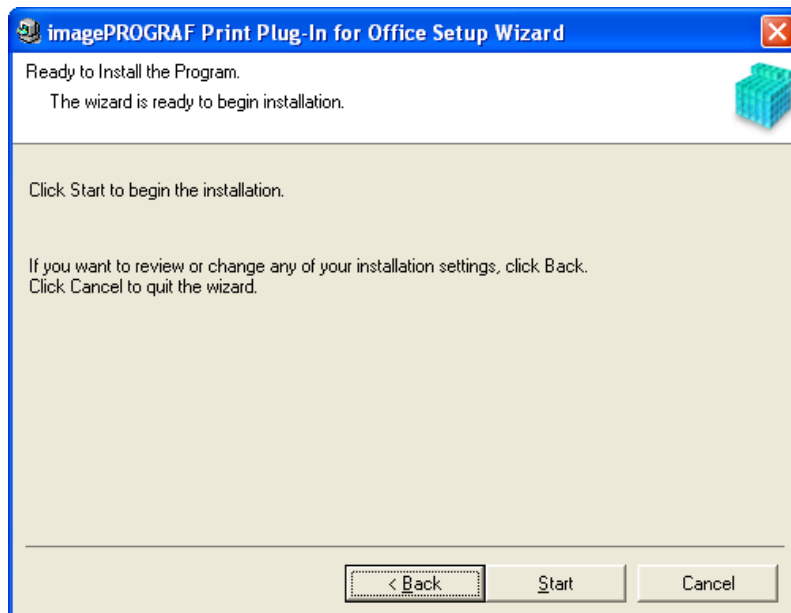 imagePROGRAF Print Plug-In for Office Setup Wizard
Ready to Install the Program.
The wizard is ready to begin installation.
Click Start to begin the installation.
If you want to review or change any of your installation settings, click Back.
Click Cancel to quit the wizard.
< Back
Start
Cancel